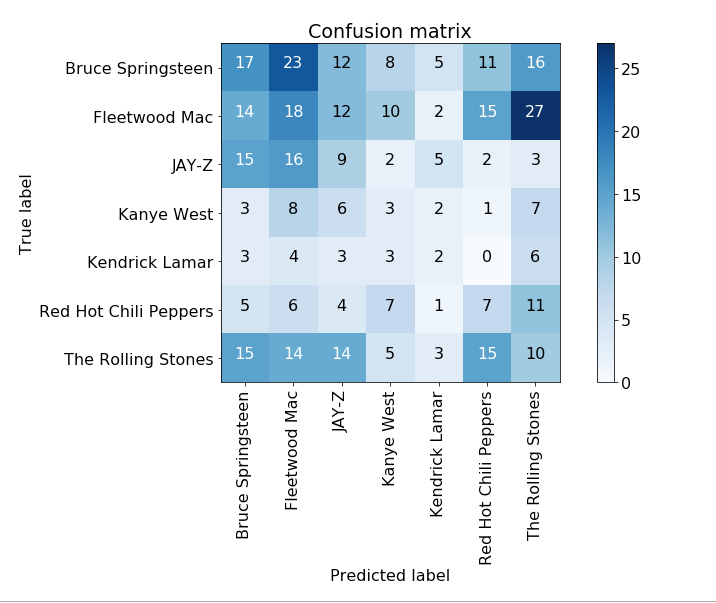 Confusion matrix
Bruce Springsteen 17 23 12 8 5 11 16
Fleetwood Mac 14 18 12 10 2 15 27
JAY-Z 15 16 9 2 5 2 3
Kanye West 3 8 6 3 2 1 7
Kendrick Lamar 3 4 3 3 2 0 6
Red Hot Chili Peppers 5 6 4 7 1 7 11
The Rolling Stones 15 14 14 5 3 15 10
True label
Bruce Springsteen
Fleetwood Mac
JAY-Z
Kanye West
Kendrick Lamar
Red Hot Chili Peppers
The Rolling Stones
Predicted label
25
20
15
10
5
0